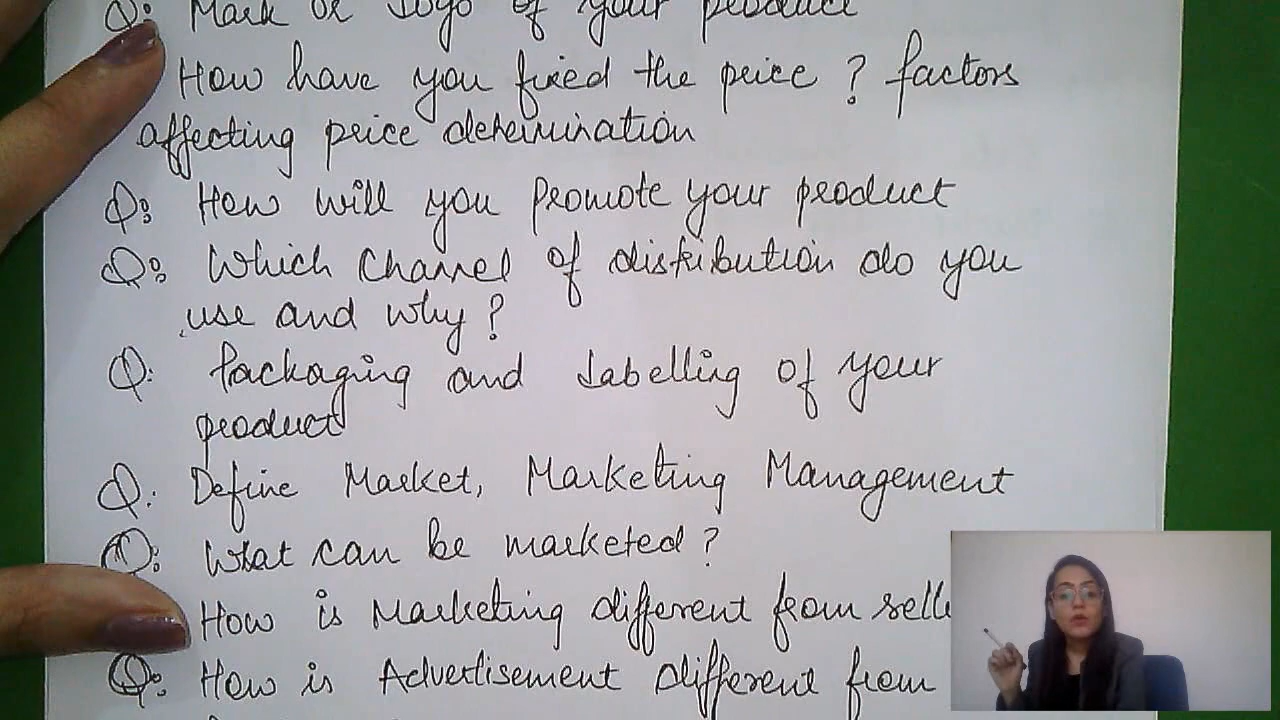 Q: Mark or Logo of your product
How have you fixed the price ? factors
affecting price determination
Q: How will you Promote your product
Q: Which Channel of distribution do you
use and why ?
Q: Packaging and Labelling of your
product
Q. Define Market, Marketing Management
Q: What can be marketed ?
How is Marketing different from
Q: How is Advertisement different from